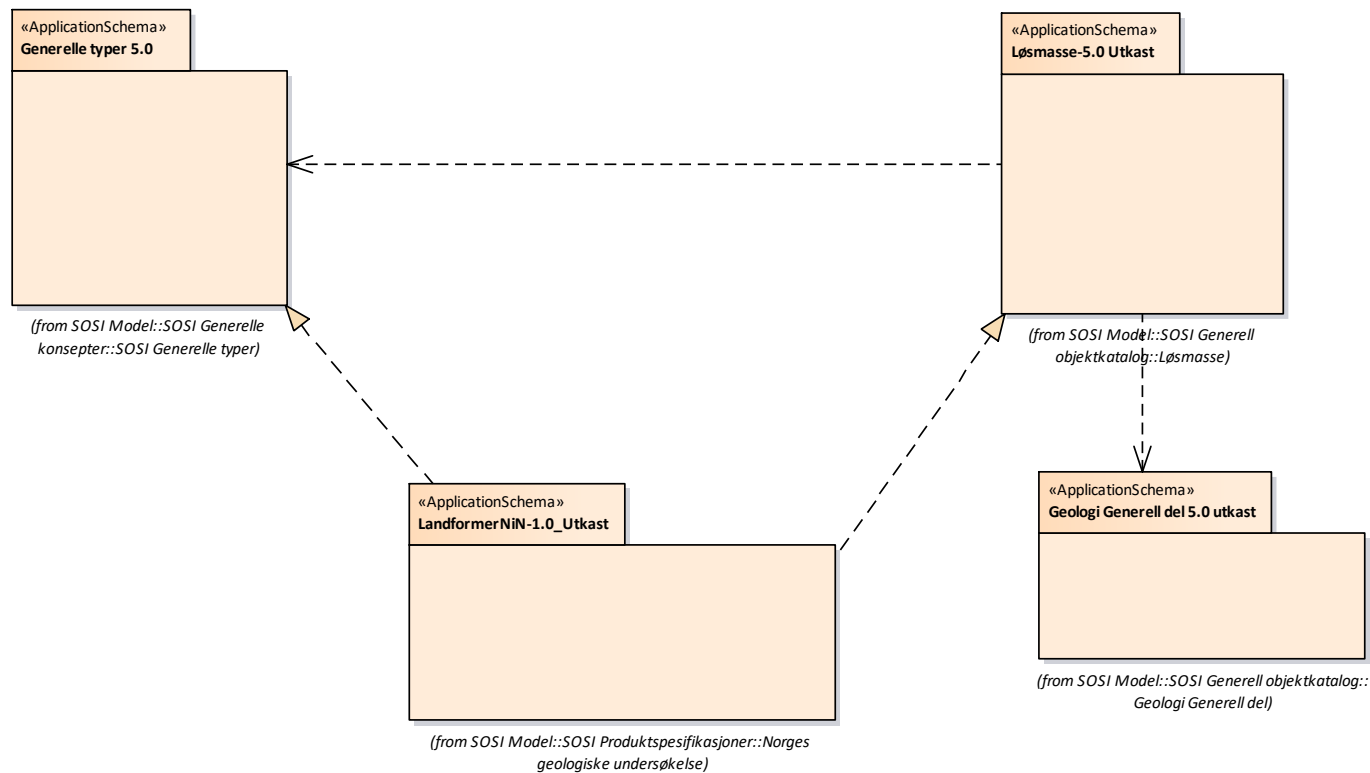 «ApplicationSchema»
Generelle typer 5.0
(from SOSI Model::SOSI Generelle
konsepter::SOSI Generelle typer)
«ApplicationSchema»
Løsmasse-5.0 Utkast
(from SOSI Model::SOSI Generell
objektkatalog::Løsmasse)
«ApplicationSchema»
LandformerNiN-1.0_Utkast
(from SOSI Model::SOSI Produktspesifikasjoner::Norges
geologiske undersøkelse)
«ApplicationSchema»
Geologi Generell del 5.0 utkast
(from SOSI Model::SOSI Generell objektkatalog::
Geologi Generell del)